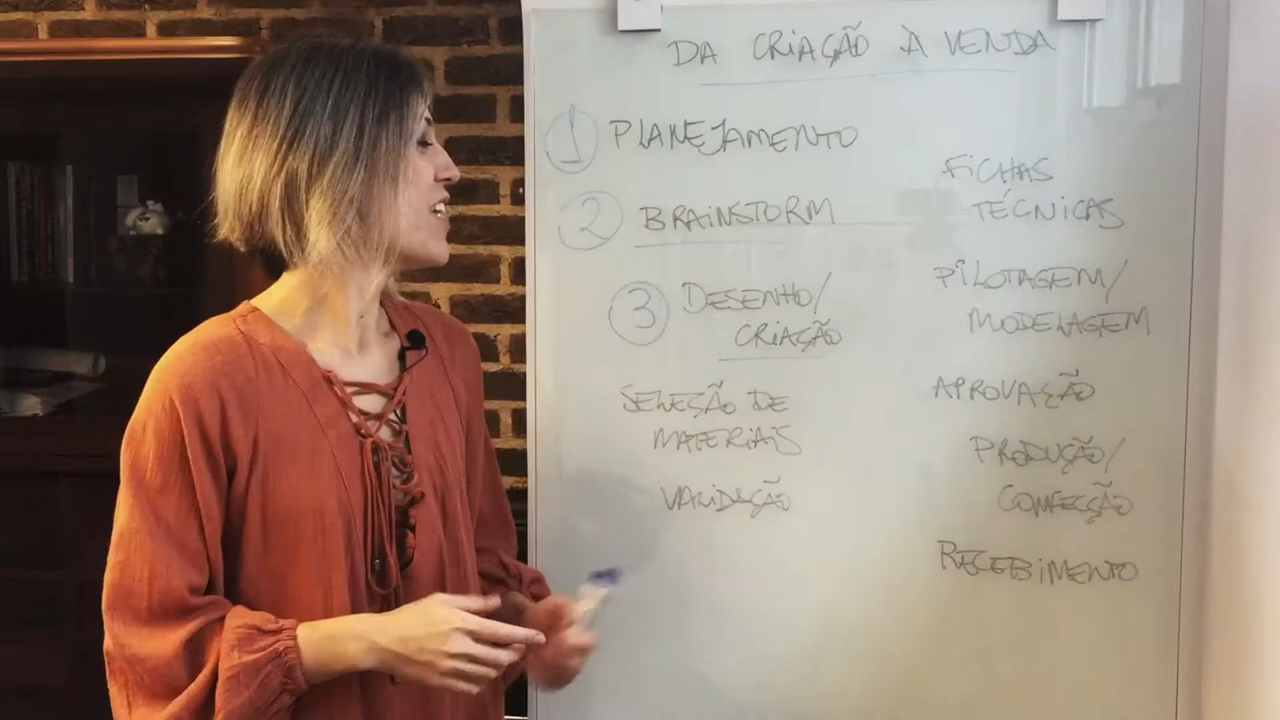 DA CRIAÇÃO À VENDA
1 PLANEJAMENTO
2 BRAINSTORM
3 DESENHO/
CRIAÇÃO
SELEÇÃO DE
MATERIAIS
VALIDAÇÃO
FICHAS
TÉCNICAS
PILOTAGEM/
MODELAGEM
APROVAÇÃO
PRODUÇÃO/
CONFECÇÃO
RECEBIMENTO